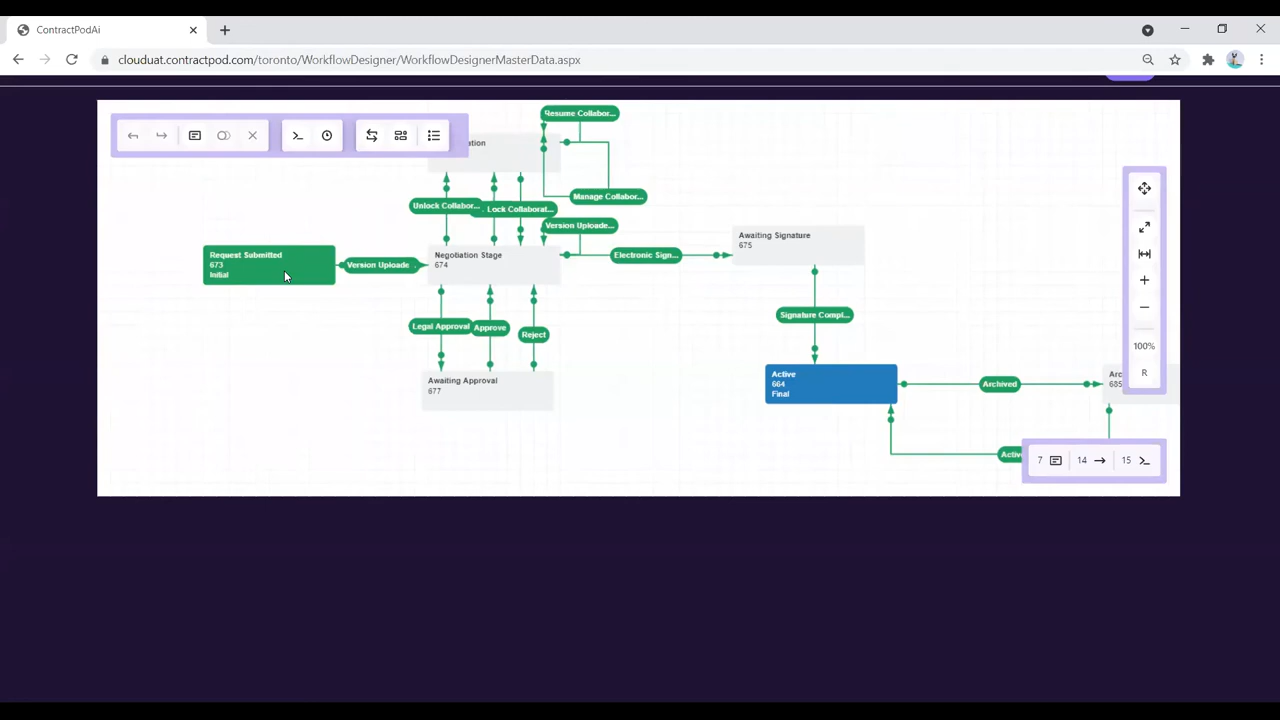 ContractPodAi
clouduat.contractpod.com/toronto/WorkflowDesigner/WorkflowDesignerMasterData.aspx
Resume Collabor...
Manage Collabor...
Unlock Collabor...
Lock Collaborat...
Version Uploade...
Request Submitted
673
Initial
Version Uploade
Negotiation Stage
674
Electronic Sign...
Awaiting Signature
675
Signature Compl...
Legal Approval
Approve
Reject
Awaiting Approval
677
Active
664
Final
Archived
685
100%
R
7
14
15